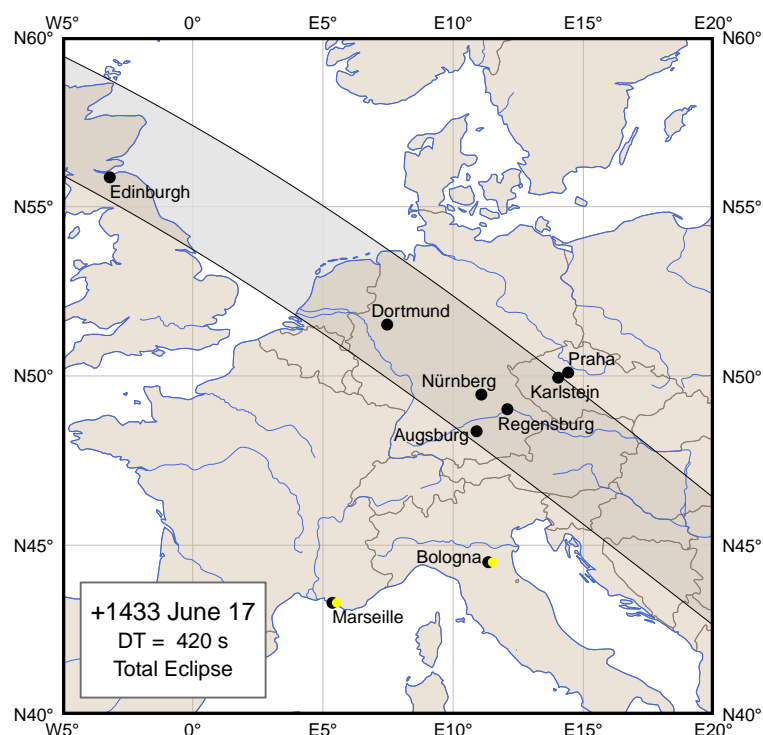 W5° 0° E5° E10° E15° E20°
N60° N60°
Edinburgh
N55° N55°
Dortmund
Praha
N50° N50°
Nürnberg
Karlstejn
Regensburg
Augsburg
N45° N45°
Bologna
+1433 June 17
DT = 420 s
Total Eclipse
Marseille
N40° N40°
W5° 0° E5° E10° E15° E20°